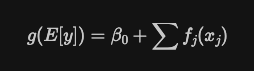 g(E[y]) = β₀ + ∑ fⱼ(xⱼ)